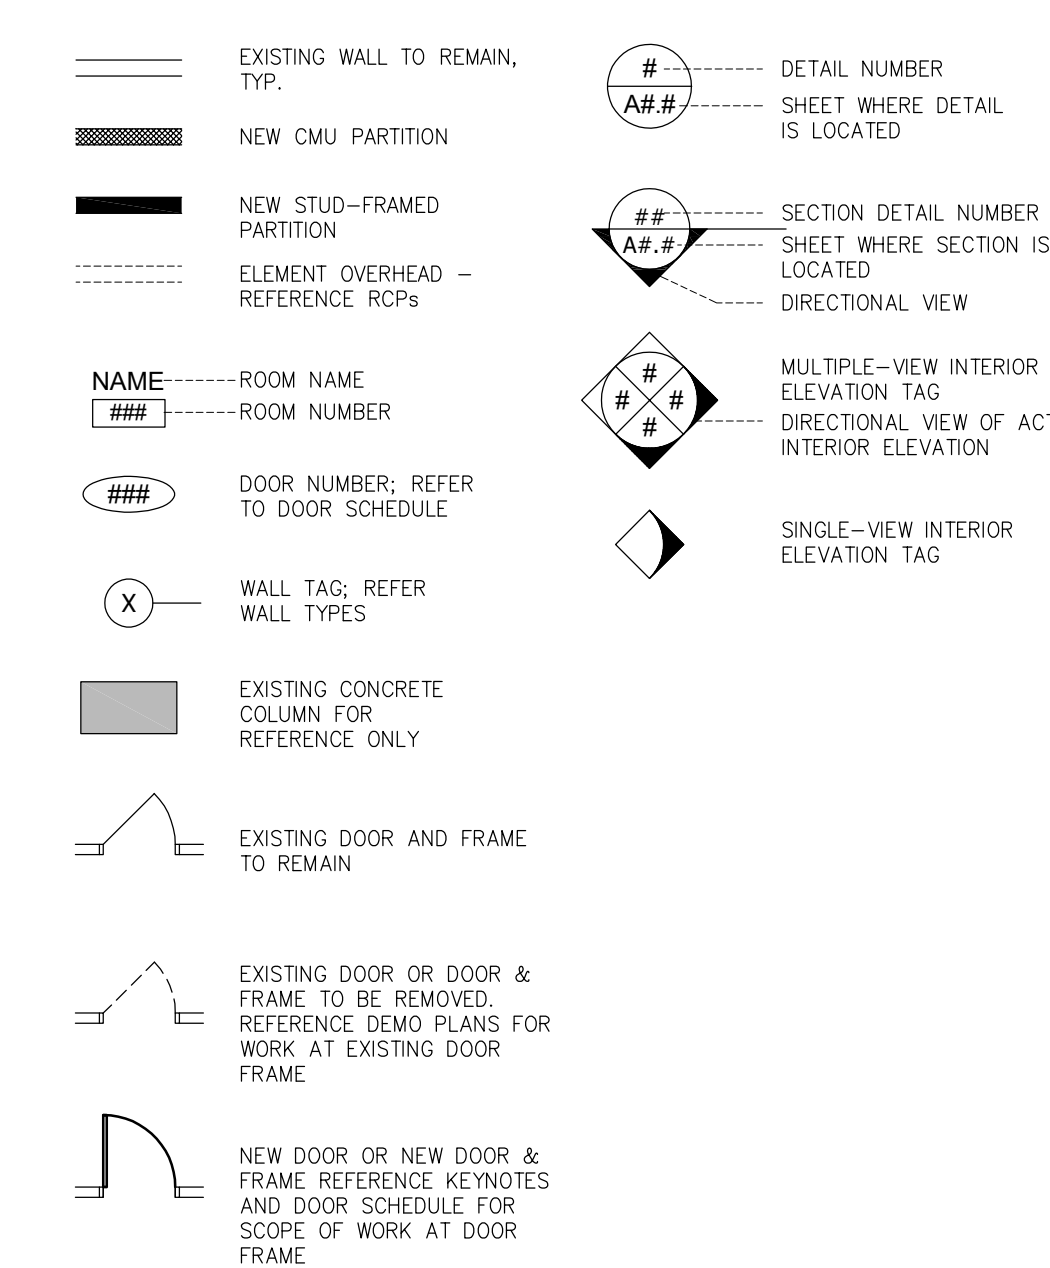 EXISTING WALL TO REMAIN,
TYP.
NEW CMU PARTITION
NEW STUD-FRAMED
PARTITION
ELEMENT OVERHEAD -
REFERENCE RCPs
NAME
ROOM NAME
###
ROOM NUMBER
###
DOOR NUMBER; REFER
TO DOOR SCHEDULE
X
WALL TAG; REFER
WALL TYPES
EXISTING CONCRETE
COLUMN FOR
REFERENCE ONLY
EXISTING DOOR AND FRAME
TO REMAIN
EXISTING DOOR OR DOOR &
FRAME TO BE REMOVED.
REFERENCE DEMO PLANS FOR
WORK AT EXISTING DOOR
FRAME
NEW DOOR OR NEW DOOR &
FRAME REFERENCE KEYNOTES
AND DOOR SCHEDULE FOR
SCOPE OF WORK AT DOOR
FRAME
#
DETAIL NUMBER
A#.#
SHEET WHERE DETAIL
IS LOCATED
##
SECTION DETAIL NUMBER
A#.#
SHEET WHERE SECTION IS
LOCATED
DIRECTIONAL VIEW
#
# #
#
MULTIPLE-VIEW INTERIOR
ELEVATION TAG
DIRECTIONAL VIEW OF
INTERIOR ELEVATION
SINGLE-VIEW INTERIOR
ELEVATION TAG